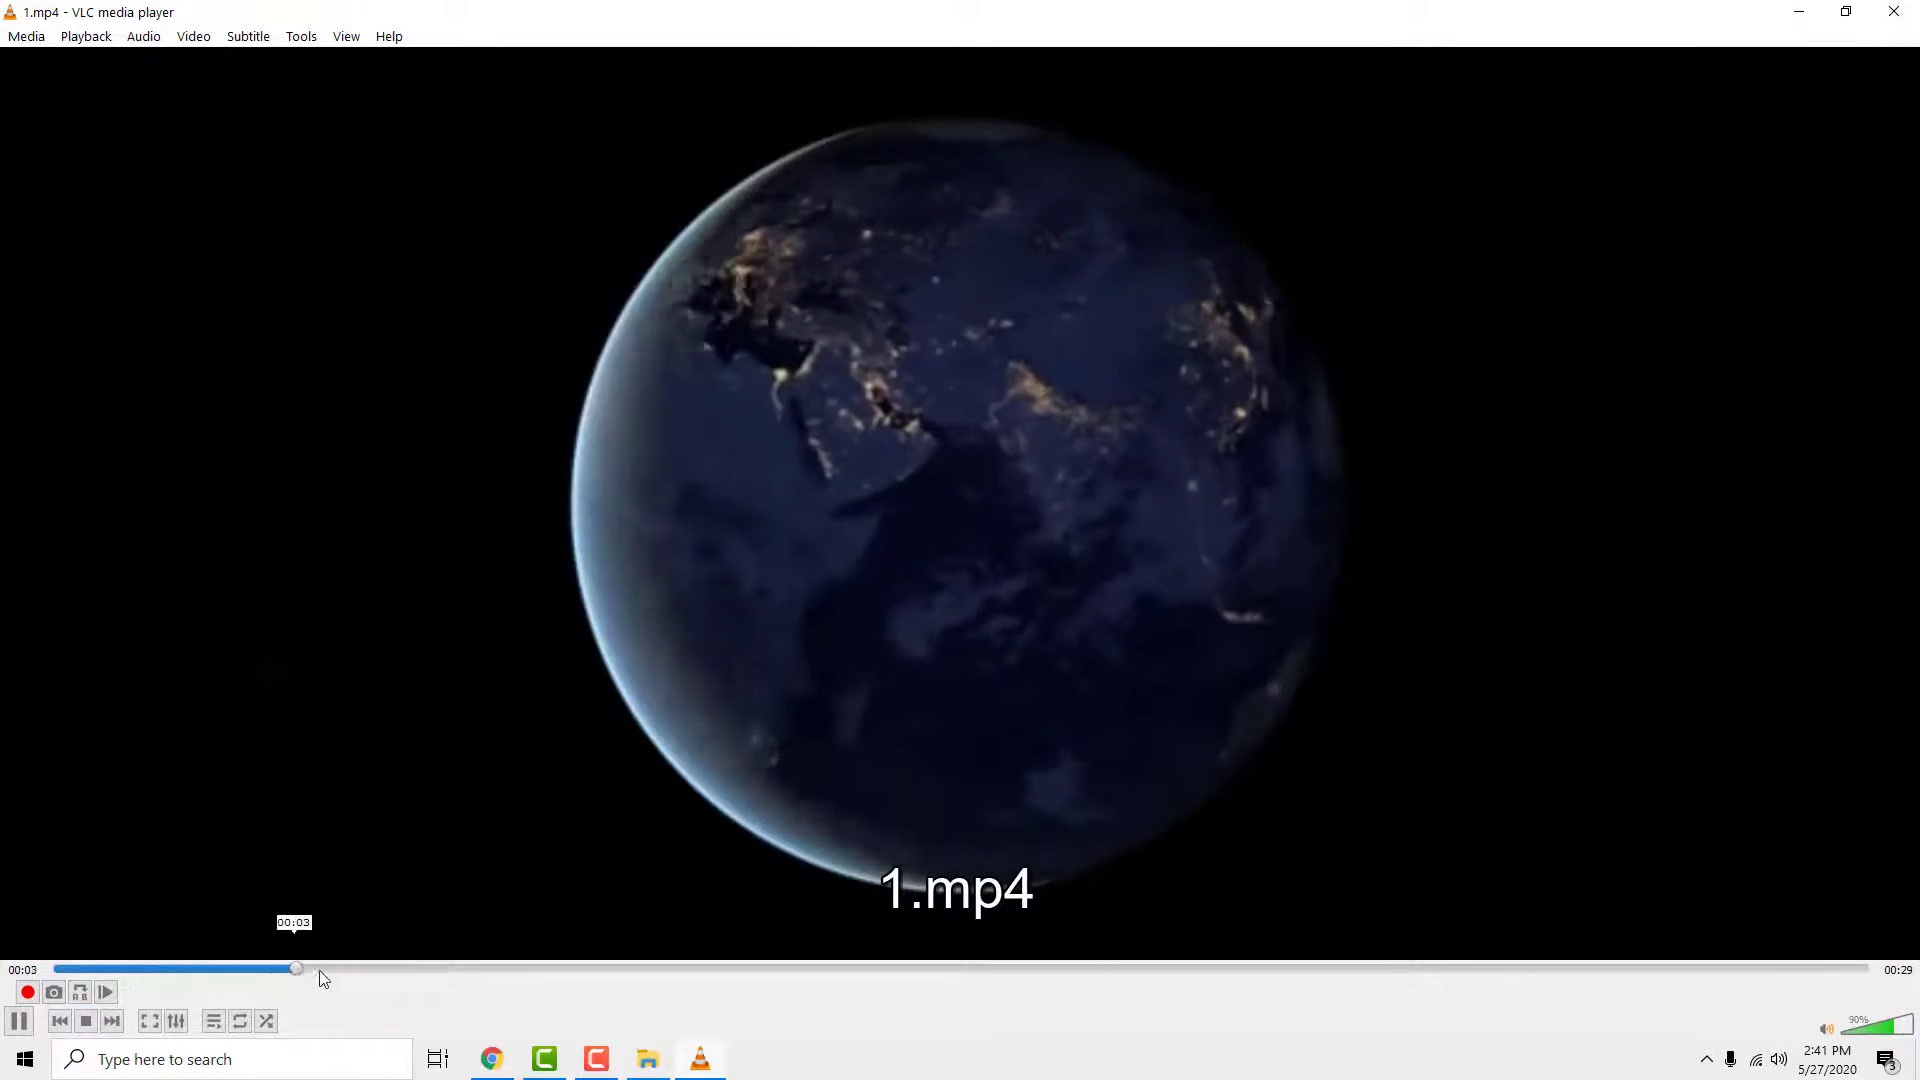 1.mp4 - VLC media player
Media Playback Audio Video Subtitle Tools View Help
1.mp4
00:03
00:03
00:29
90%
Type here to search
2:41 PM
5/27/2020
3